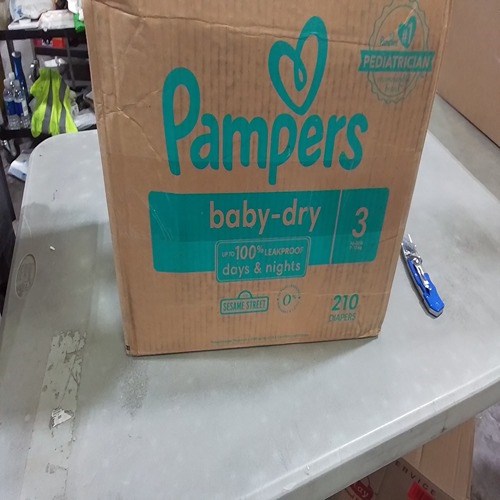 PEDIATRICIAN
Pampers
baby-dry
3
UP TO 100% LEAKPROOF
days & nights
SESAME STREET
0%
210
DIAPERS